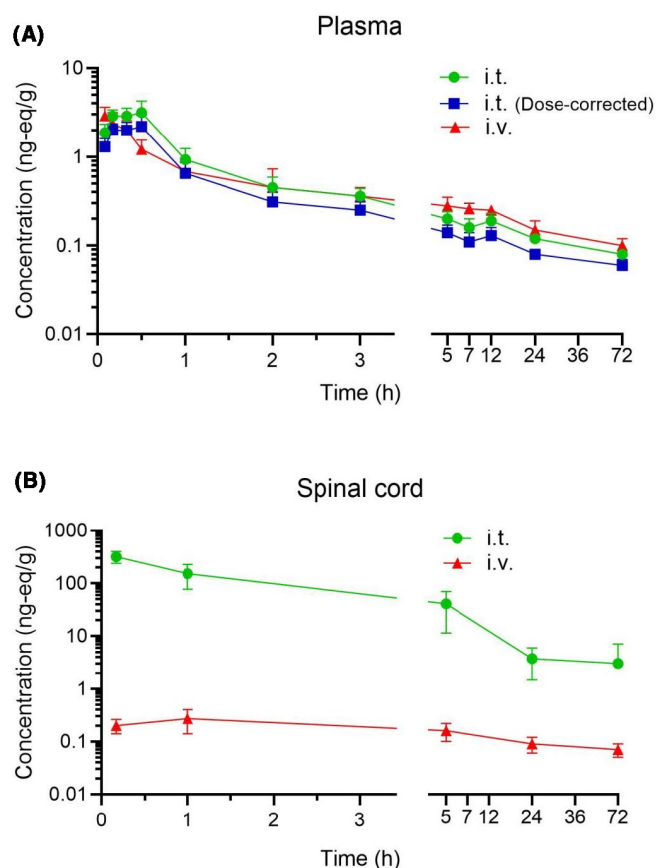 (A)
Plasma
Concentration (ng-eq/g)
10
1
0.1
0.01
i.t.
i.t. (Dose-corrected)
i.v.
0 1 2 3 5 7 12 24 36 72
Time (h)
(B)
Spinal cord
Concentration (ng-eq/g)
1000
100
10
1
0.1
0.01
i.t.
i.v.
0 1 2 3 5 7 12 24 36 72
Time (h)